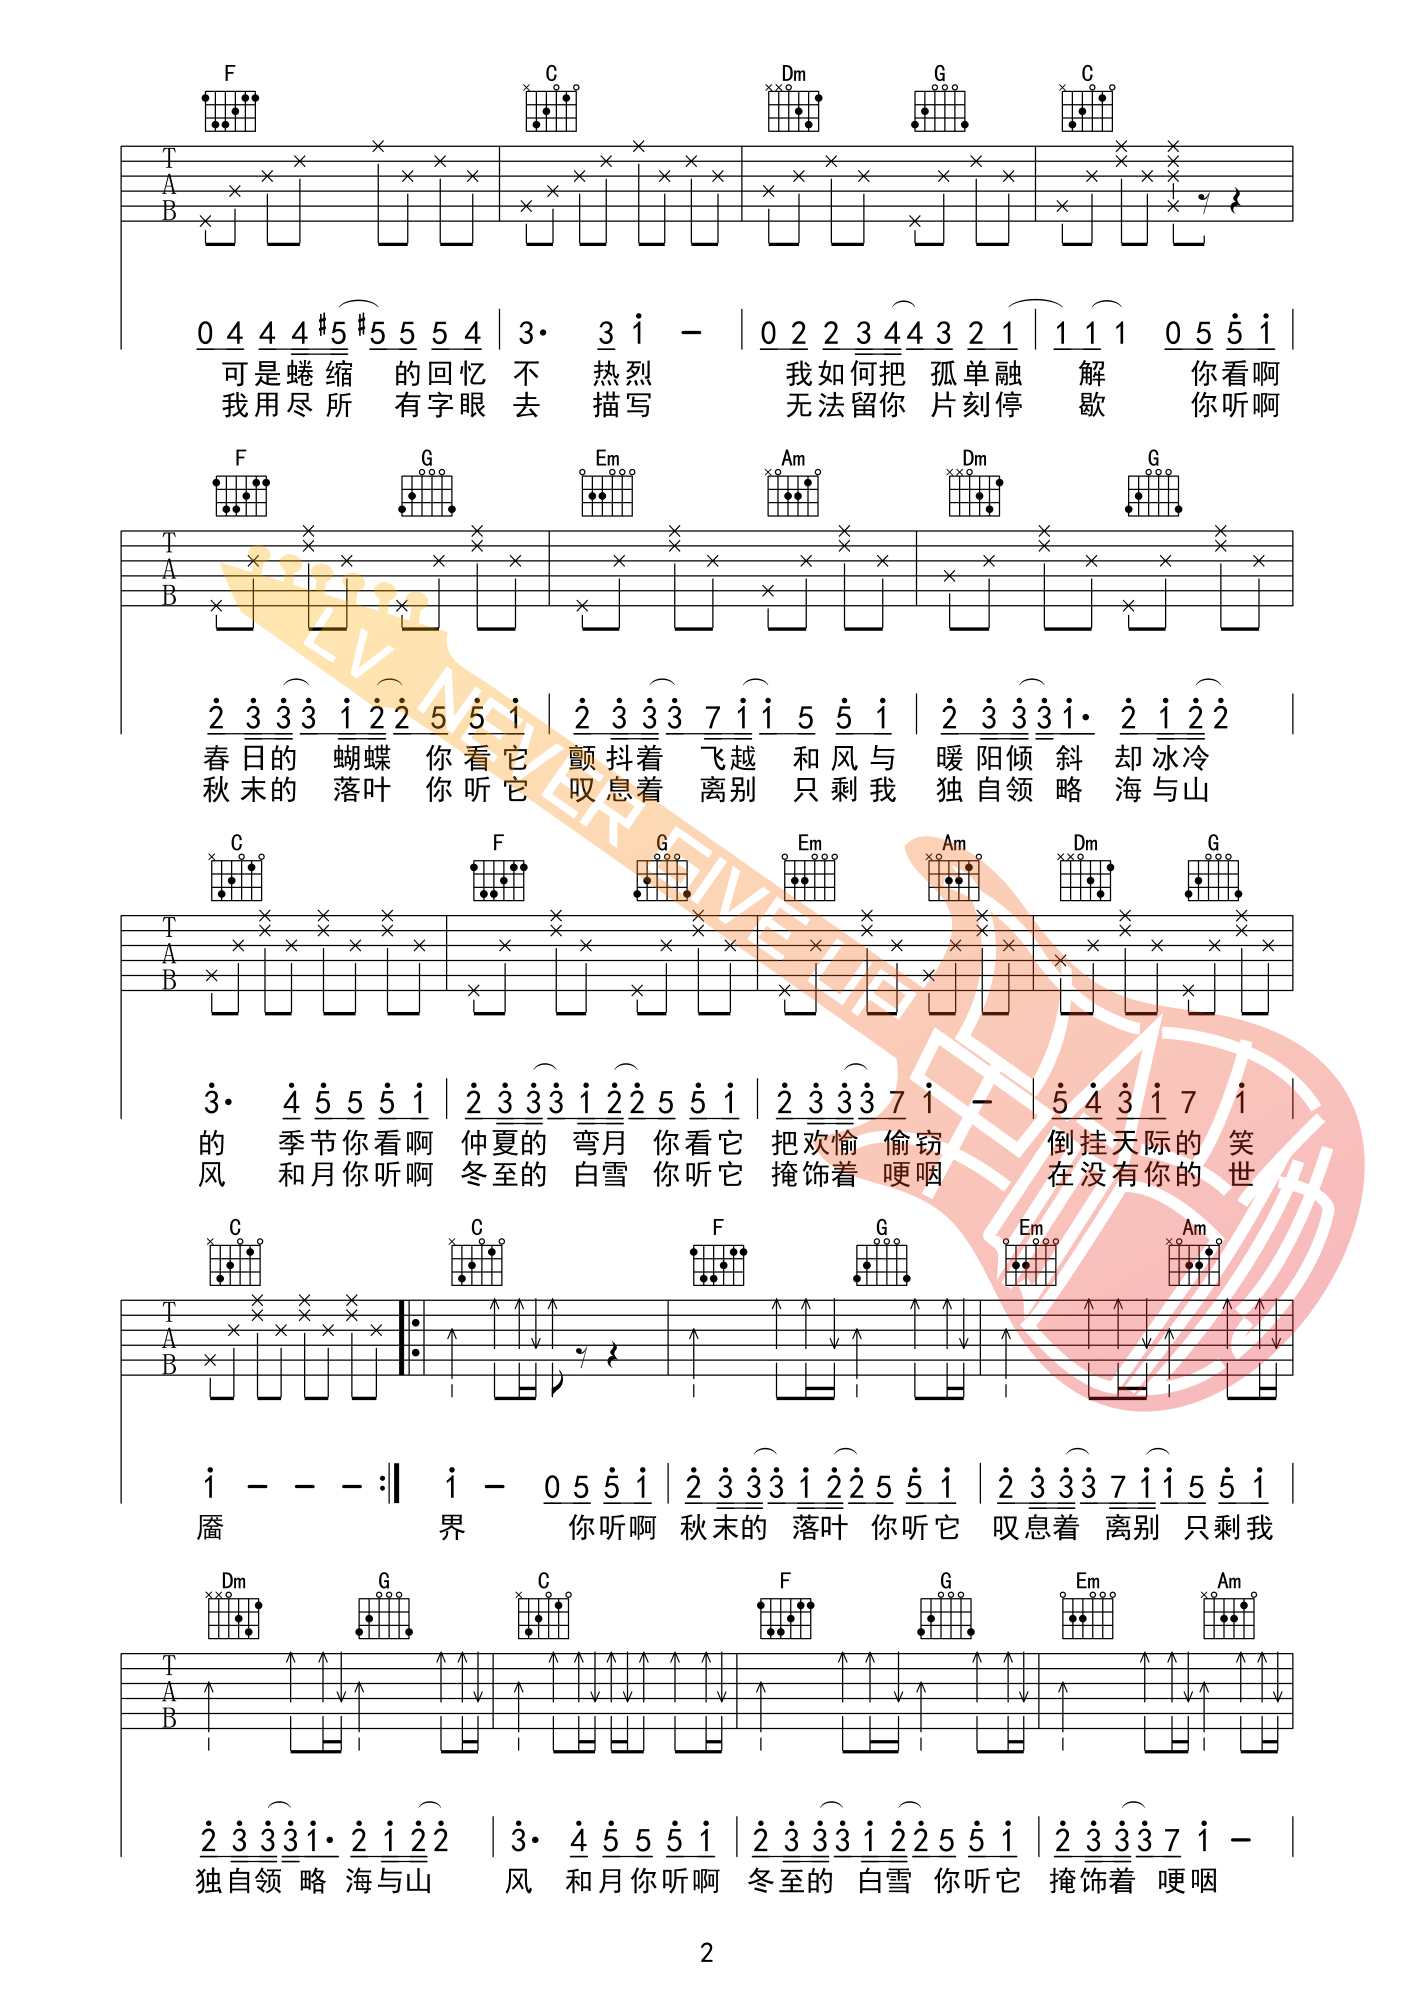 F C Dm G C
T A B
0 4 4 4 #5 #5 5 5 4 3· 3 1 – 0 2 2 3 4 4 3 2 1 1 1 1 0 5 5 1
可是蜷缩 的回忆 不 热烈 我如何把 孤单融 解 你看啊
我用尽所 有字眼 去 描写 无法留你 片刻停 歇 你听啊
F G Em Am Dm G
T A B
2 3 3 3 1 2 2 5 5 1 2 3 3 3 7 1 1 5 5 1 2 3 3 3 1· 2 1 2 2
春日的 蝴蝶 你看它 颤抖着 飞越 和风与 暖阳倾 斜 却冰冷
秋末的 落叶 你听它 叹息着 离别 只剩我 独自领 略 海与山
C F G Em Am Dm G
T A B
3· 4 5 5 5 1 2 3 3 3 1 2 2 5 5 1 2 3 3 3 7 1 – 5 4 3 1 7 1
的 季节你看啊 仲夏的 弯月 你看它 把欢愉 偷窃 倒挂天际的 笑
风 和月你听啊 冬至的 白雪 你听它 掩饰着 哽咽 在没有你的 世
C C F G Em Am
T A B
1 – – – 1 – 0 5 5 1 2 3 3 3 1 2 2 5 5 1 2 3 3 3 7 1 1 5 5 1
靥 界 你听啊 秋末的 落叶 你听它 叹息着 离别 只剩我
Dm G C F G Em Am
T A B
2 3 3 3 1· 2 1 2 2 3· 4 5 5 5 1 2 3 3 3 1 2 2 5 5 1 2 3 3 3 7 1 –
独自领 略 海与山 风 和月你听啊 冬至的 白雪 你听它 掩饰着 哽咽
LV NEVER GIVE UP
2